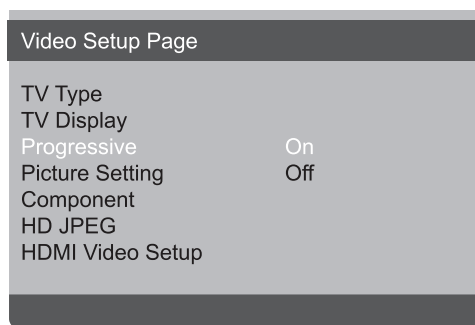 Video Setup Page
TV Type
TV Display
Progressive On
Picture Setting Off
Component
HD JPEG
HDMI Video Setup